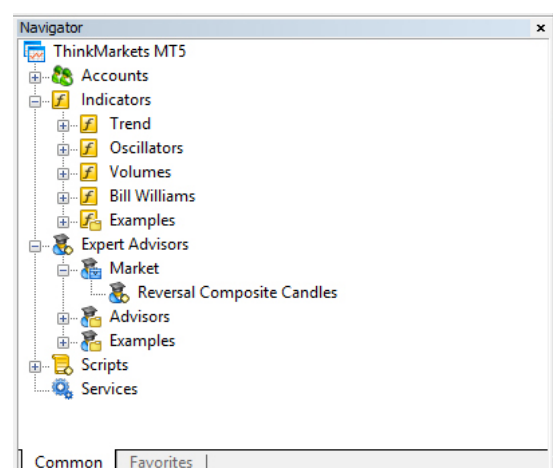 Navigator
ThinkMarkets MT5
Accounts
Indicators
Trend
Oscillators
Volumes
Bill Williams
Examples
Expert Advisors
Market
Reversal Composite Candles
Advisors
Examples
Scripts
Services
Common Favorites